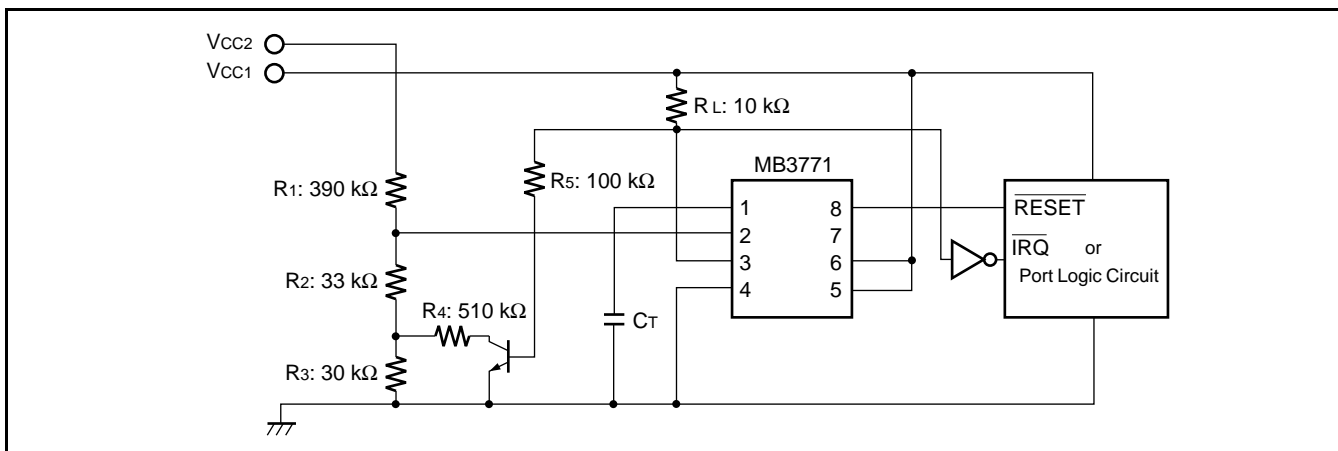 VCC2
VCC1
RL: 10 kΩ
MB3771
R1: 390 kΩ
R5: 100 kΩ
1
8
RESET
2
7
IRQ or
3
6
Port Logic Circuit
4
5
R2: 33 kΩ
R4: 510 kΩ
CT
R3: 30 kΩ